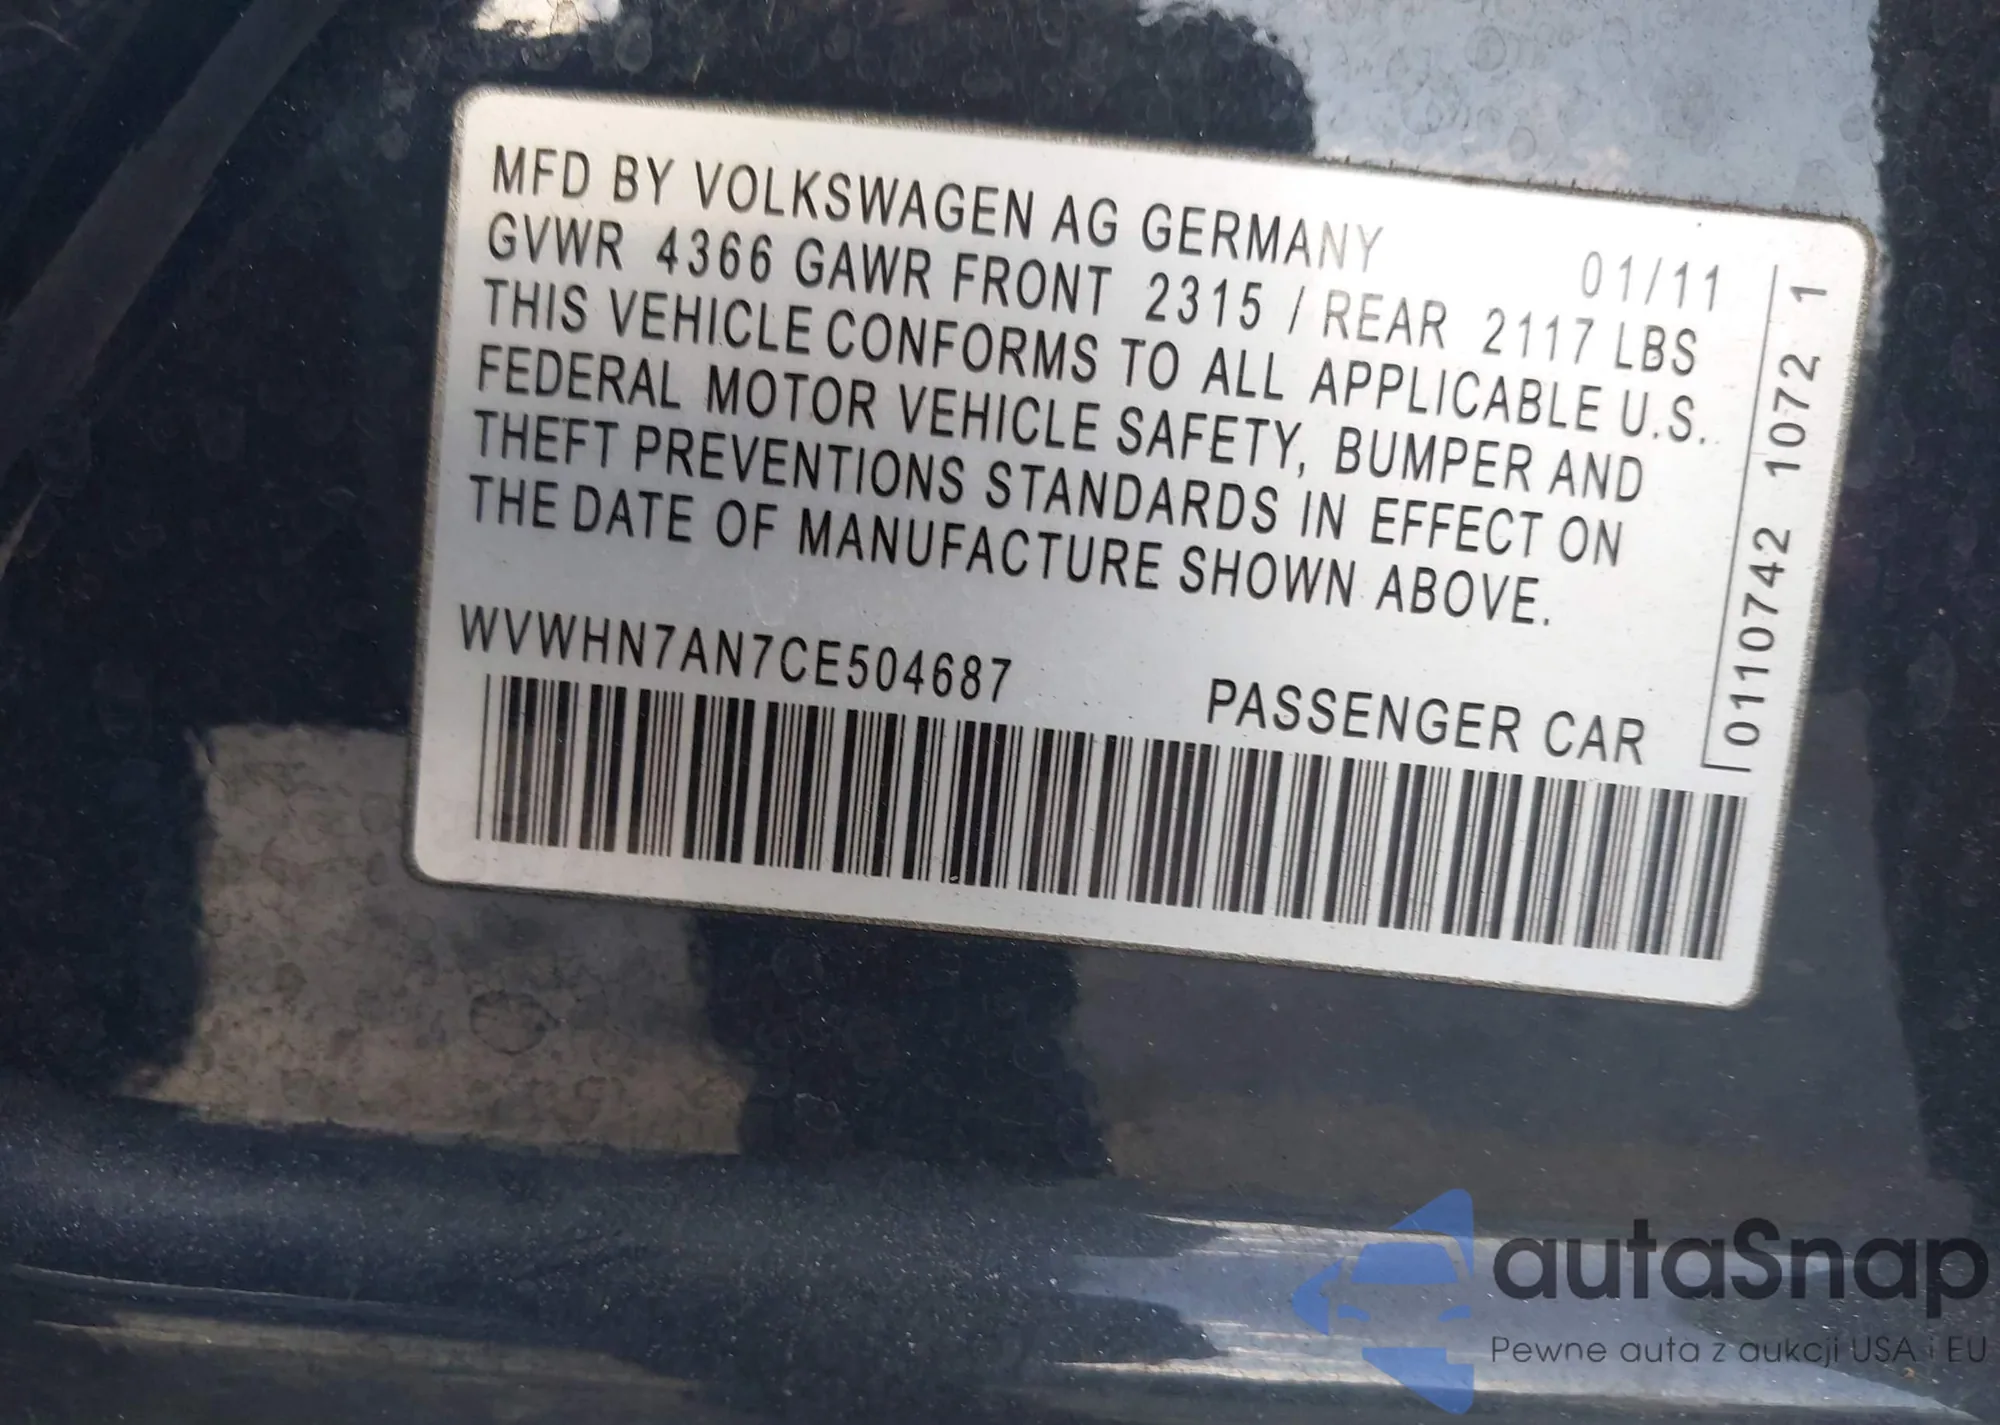 MFD BY VOLKSWAGEN AG GERMANY 01/11
GVWR 4366 GAWR FRONT 2315 / REAR 2117 LBS
THIS VEHICLE CONFORMS TO ALL APPLICABLE U.S.
FEDERAL MOTOR VEHICLE SAFETY, BUMPER AND
THEFT PREVENTIONS STANDARDS IN EFFECT ON
THE DATE OF MANUFACTURE SHOWN ABOVE.
WVWHN7AN7CE504687
PASSENGER CAR
0110742 1072 1
autaSnap
Pewne auta z aukcji USA i EU